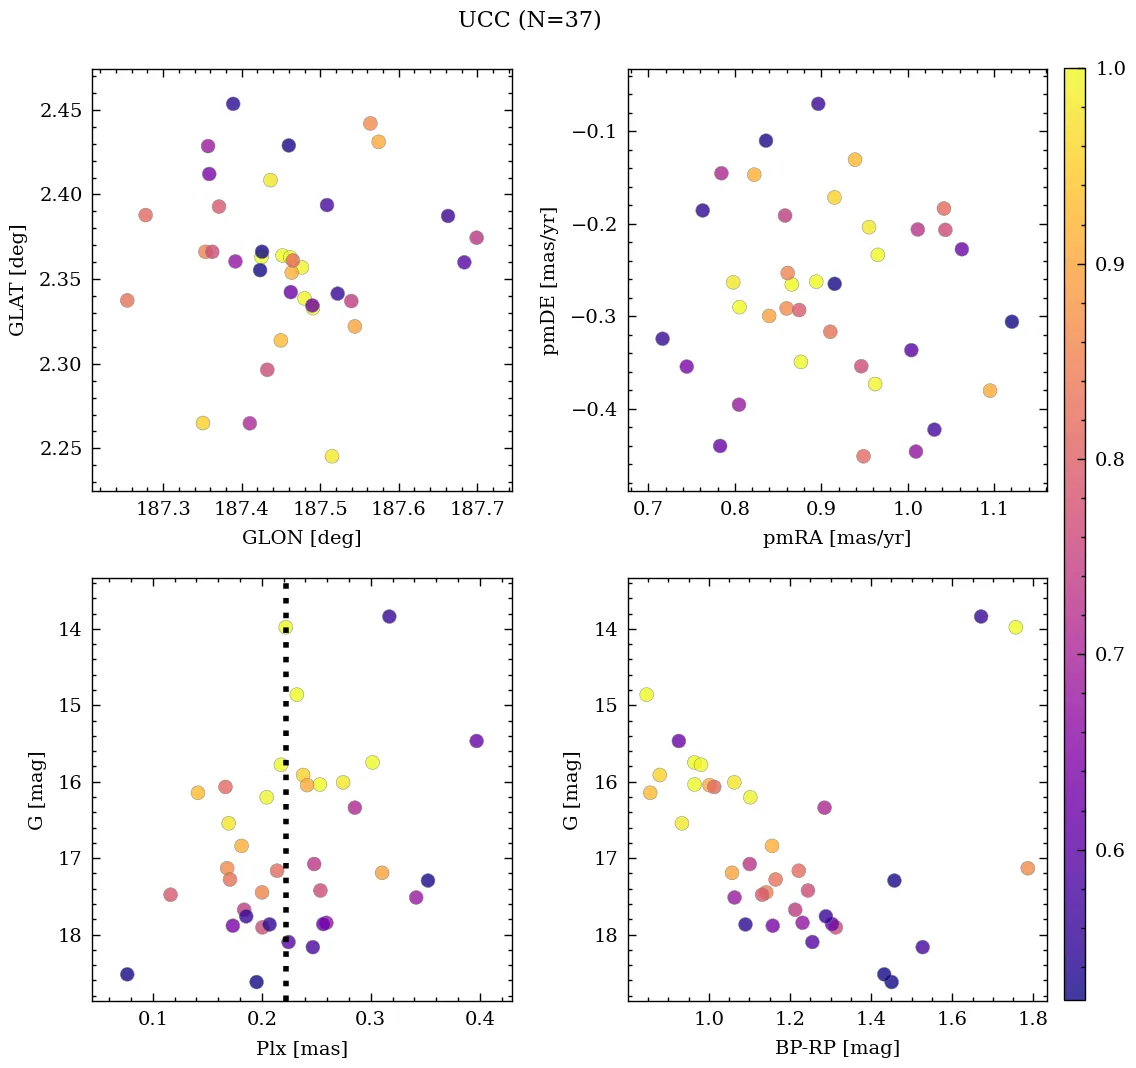 UCC (N=37)
2.45
2.40
2.35
2.30
2.25
GLAT [deg]
187.3 187.4 187.5 187.6 187.7
GLON [deg]
−0.1
−0.2
−0.3
−0.4
pmDE [mas/yr]
0.7 0.8 0.9 1.0 1.1
pmRA [mas/yr]
14
15
16
17
18
G [mag]
0.1 0.2 0.3 0.4
Plx [mas]
14
15
16
17
18
G [mag]
1.0 1.2 1.4 1.6 1.8
BP-RP [mag]
1.0
0.9
0.8
0.7
0.6